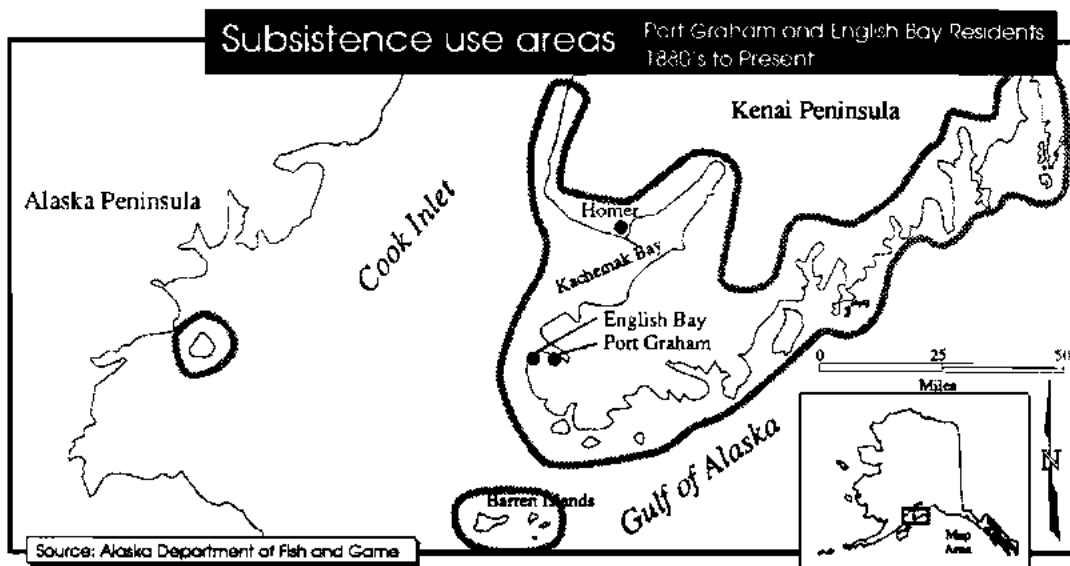 Subsistence use areas
Port Graham and English Bay Residents
1880's to Present
Kenai Peninsula
Alaska Peninsula
Cook Inlet
Homer
Kachemak Bay
English Bay
Port Graham
0 25 50
Miles
Gulf of Alaska
N
Barren Islands
Map
Area
Source: Alaska Department of Fish and Game